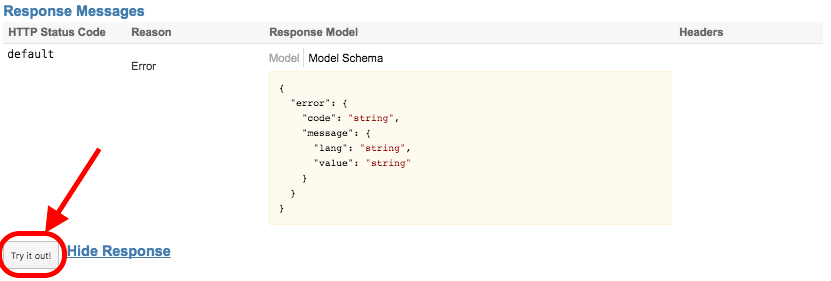 Response Messages
HTTP Status Code Reason Response Model Headers
default
Error
Model Model Schema
{
"error": {
"code": "string",
"message": {
"lang": "string",
"value": "string"
}
}
}
Try it out! Hide Response